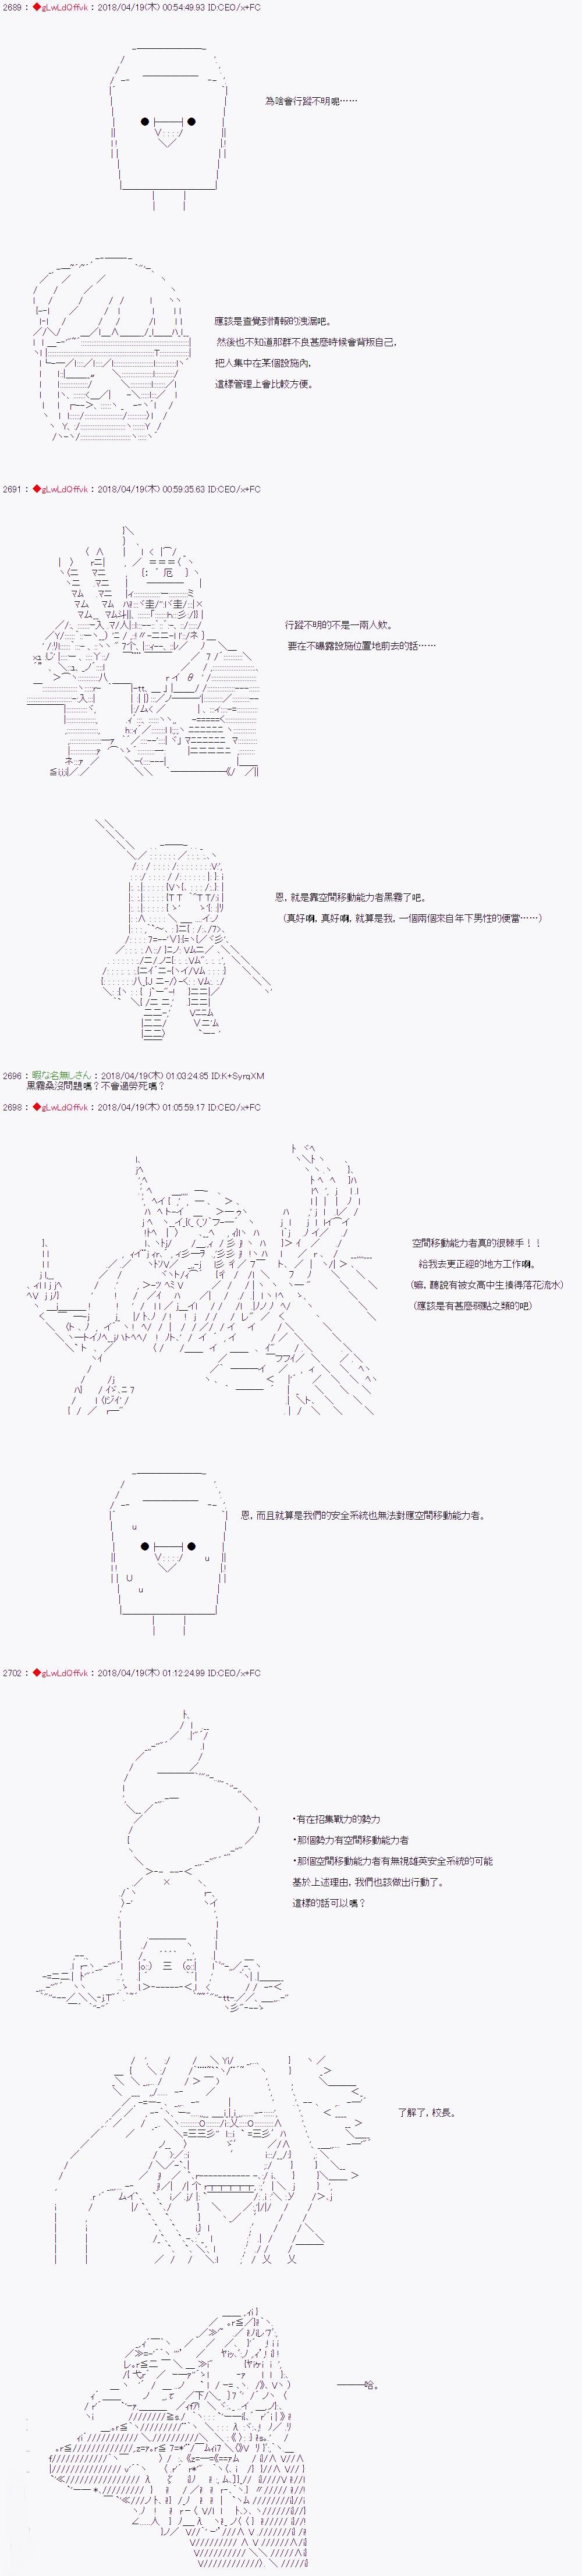 2689：◆gLwLdQffvk：2018/04/19(木) 00:54:49.93 ID:CEO/x+FC
為啥會行蹤不明呢……
應該是查覺到情報的洩漏吧。
然後也不知道那群不良甚麼時候會背叛自己，
把人集中在某個設施內，
這樣管理上會比較方便。
2691：◆gLwLdQffvk：2018/04/19(木) 00:59:35.63 ID:CEO/x+FC
行蹤不明的不是一兩人欸。
要在不曝露設施位置地前去的話……
恩，就是靠空間移動能力者黑霧了吧。
（真好啊，真好啊，就算是我，一個兩個來自年下男性的便當……）
2696：暇な名無しさん：2018/04/19(木) 01:03:24.85 ID:K+SyrqXM
黑霧桑沒問題嗎？不會過勞死嗎？
2698：◆gLwLdQffvk：2018/04/19(木) 01:05:59.17 ID:CEO/x+FC
空間移動能力者真的很棘手！！
給我去更正經的地方工作啊。
（嘛，聽說有被女高中生揍得落花流水）
（應該是有甚麼弱點之類的吧）
恩，而且就算是我們的安全系統也無法對應空間移動能力者。
2702：◆gLwLdQffvk：2018/04/19(木) 01:12:24.99 ID:CEO/x+FC
・有在招集戰力的勢力
・那個勢力有空間移動能力者
・那個空間移動能力者有無視雄英安全系統的可能
基於上述理由，我們也該做出行動了。
這樣的話可以嗎？
了解了，校長。
───哈。